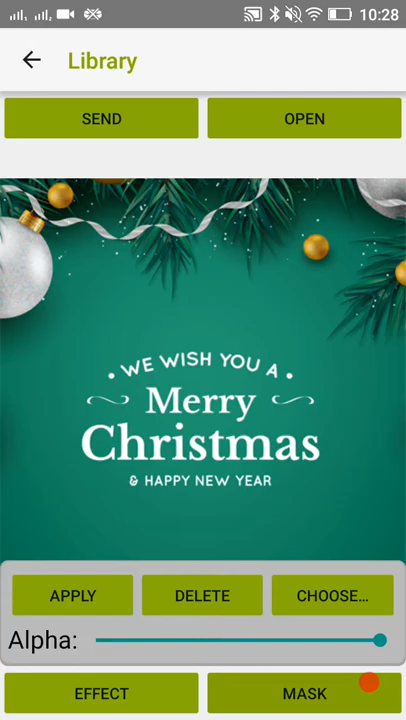 10:28
Library
SEND
OPEN
WE WISH YOU A
Merry
Christmas
& HAPPY NEW YEAR
APPLY
DELETE
CHOOSE...
Alpha:
EFFECT
MASK